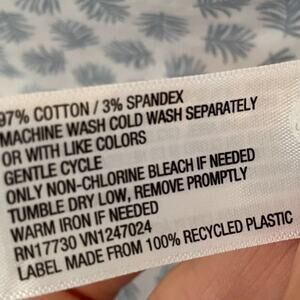 97% COTTON / 3% SPANDEX
MACHINE WASH COLD WASH SEPARATELY
OR WITH LIKE COLORS
GENTLE CYCLE
ONLY NON-CHLORINE BLEACH IF NEEDED
TUMBLE DRY LOW, REMOVE PROMPTLY
WARM IRON IF NEEDED
RN17730 VN1247024
LABEL MADE FROM 100% RECYCLED PLASTIC